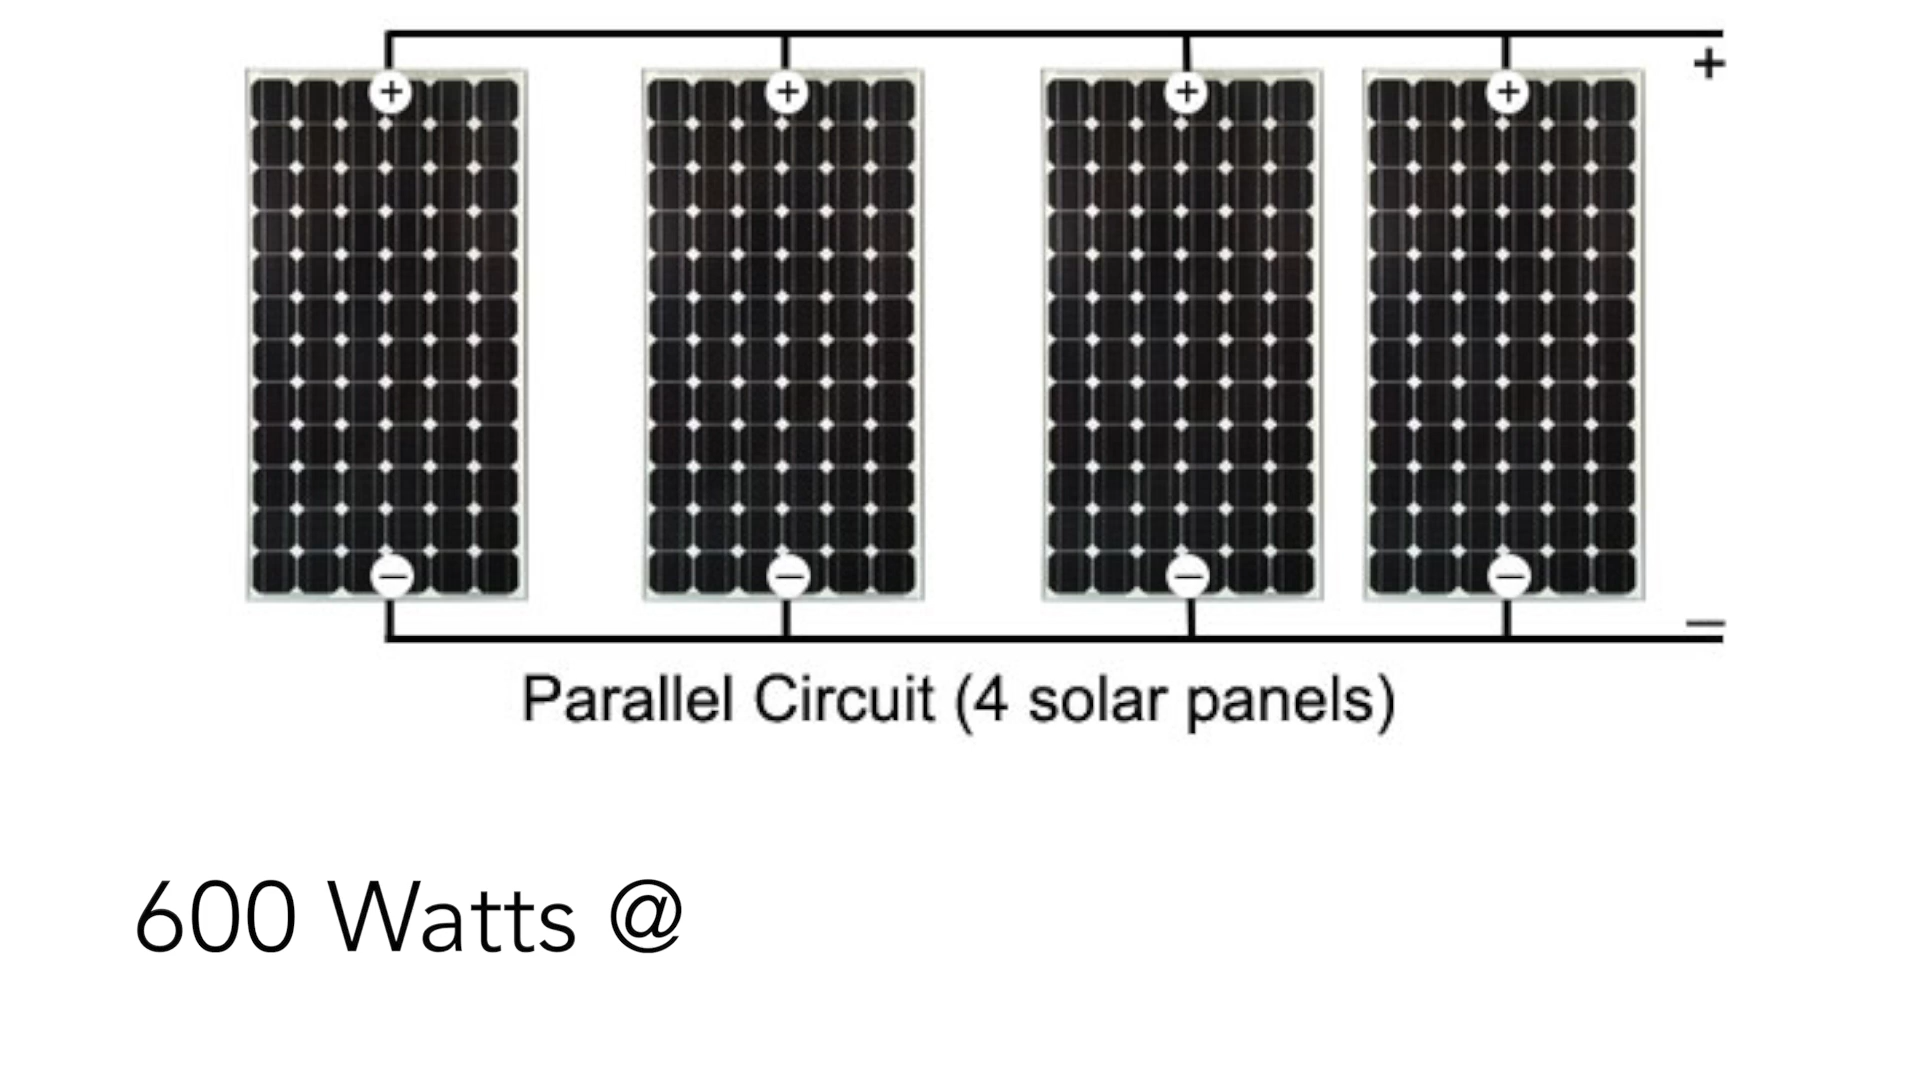 + + + + +
− − − − −
Parallel Circuit (4 solar panels)
600 Watts @